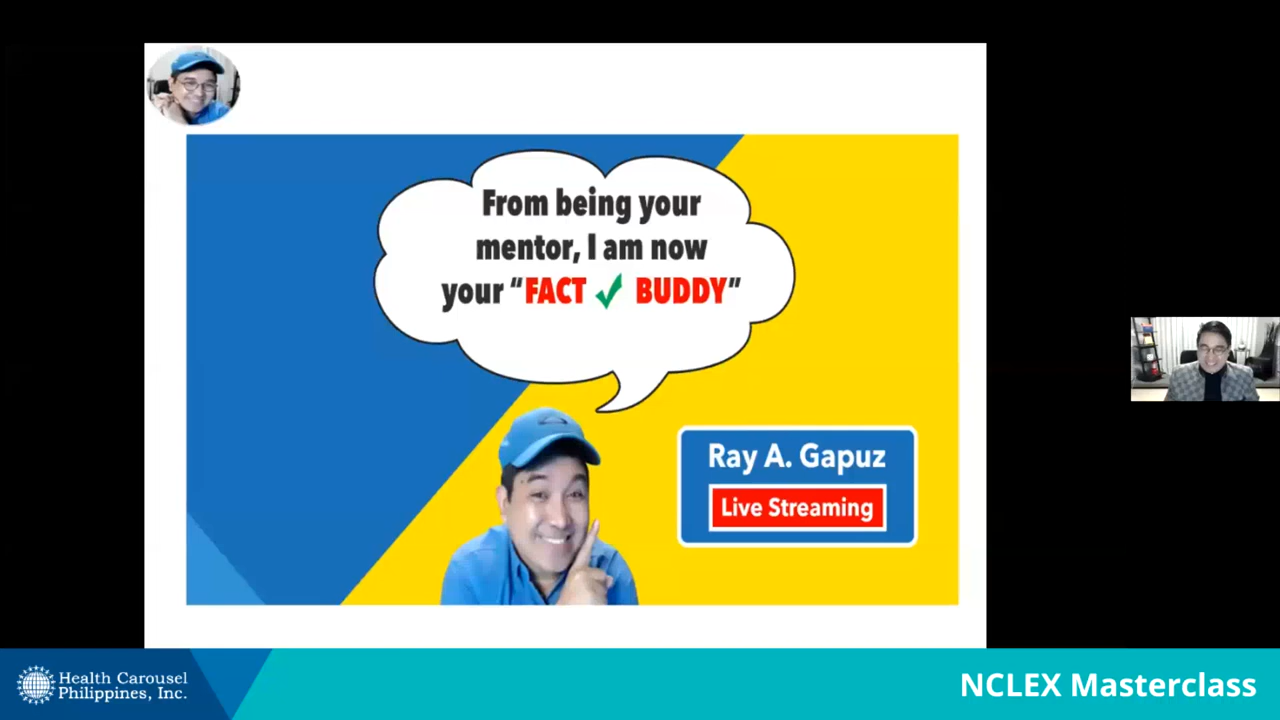 From being your
mentor, I am now
your “FACT ✓ BUDDY”
Ray A. Gapuz
Live Streaming
Health Carousel
Philippines, Inc.
NCLEX Masterclass